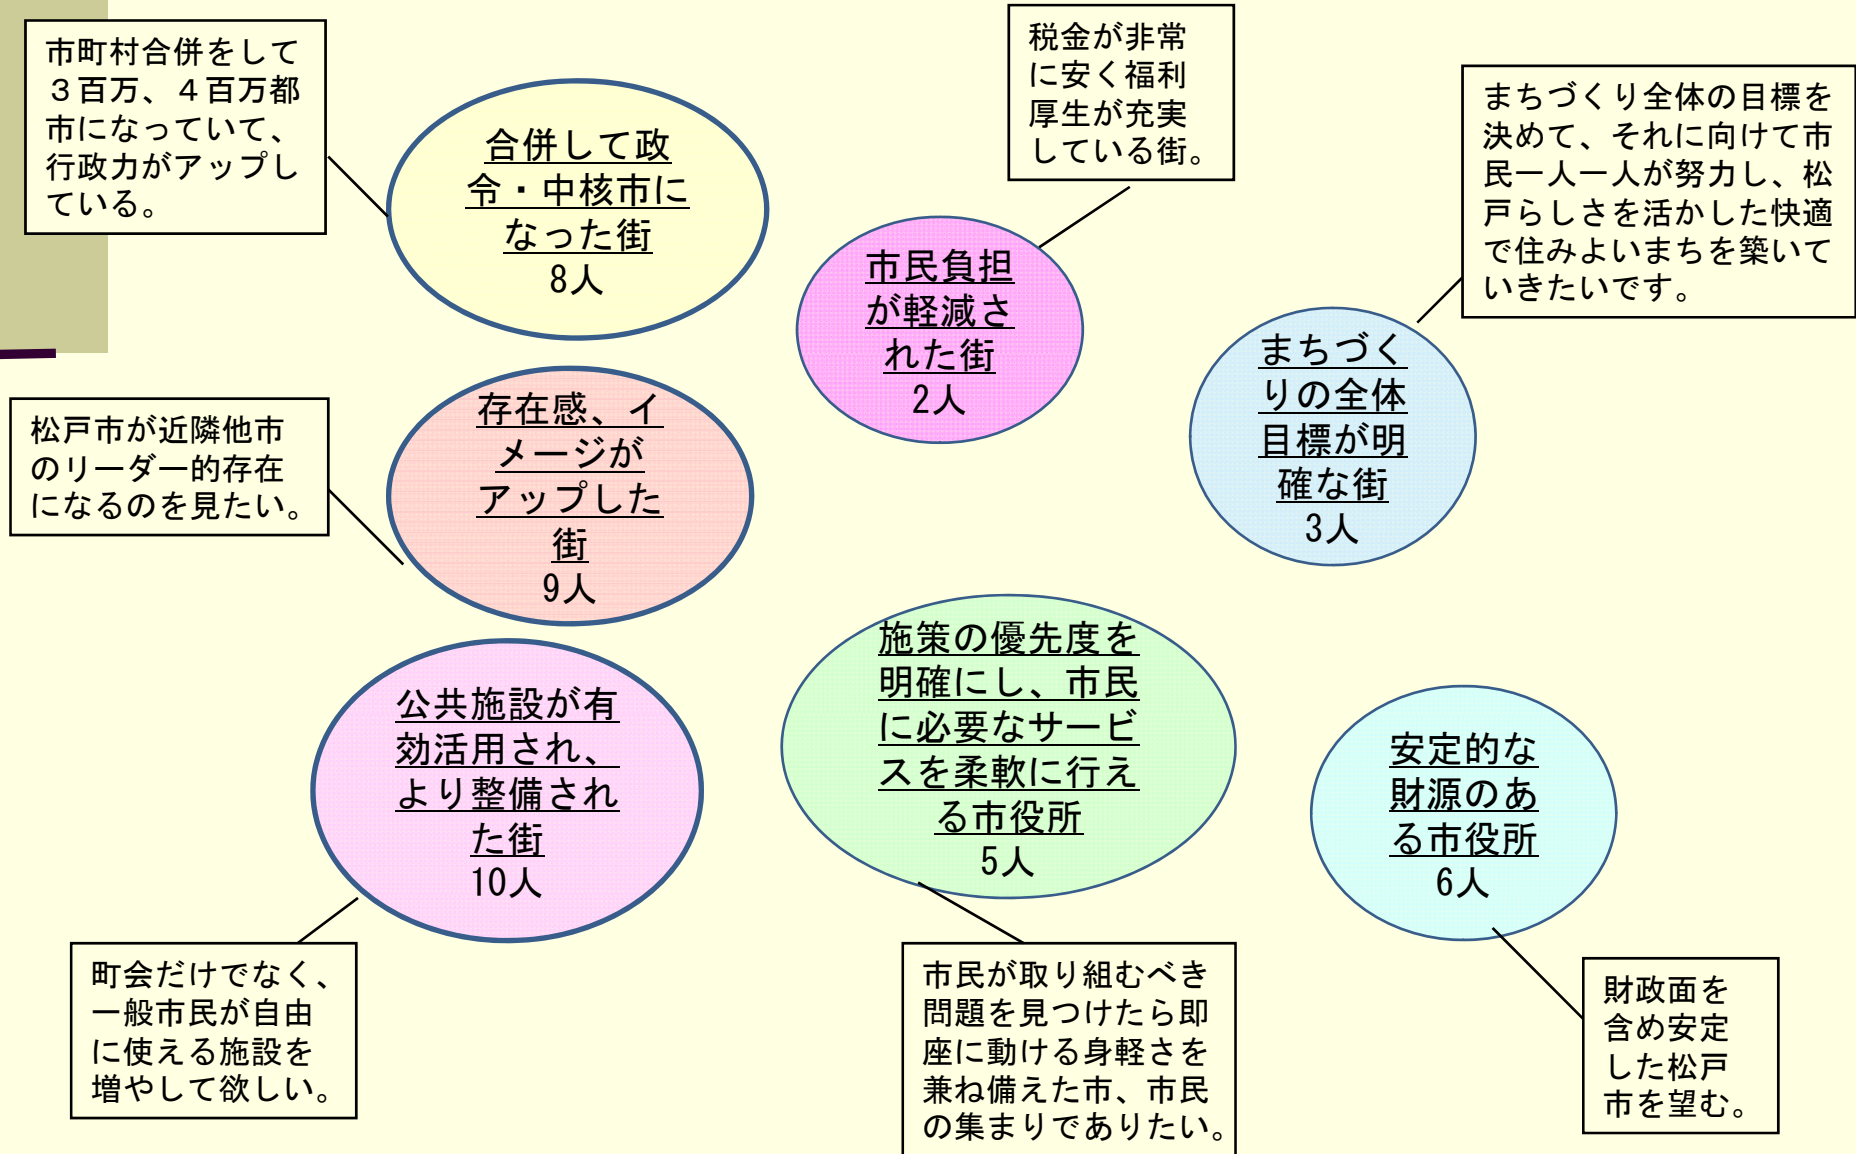 市町村合併をして
３百万、４百万都
市になっていて、
行政力がアップし
ている。
合併して政
令・中核市に
なった街
8人
税金が非常
に安く福利
厚生が充実
している街。
市民負担
が軽減さ
れた街
2人
まちづくり全体の目標を
決めて、それに向けて市
民一人一人が努力し、松
戸らしさを活かした快適
で住みよいまちを築いて
いきたいです。
まちづく
りの全体
目標が明
確な街
3人
松戸市が近隣他市
のリーダー的存在
になるのを見たい。
存在感、イ
メージが
アップした
街
9人
公共施設が有
効活用され、
より整備され
た街
10人
町会だけでなく、
一般市民が自由
に使える施設を
増やして欲しい。
施策の優先度を
明確にし、市民
に必要なサービ
スを柔軟に行え
る市役所
5人
市民が取り組むべき
問題を見つけたら即
座に動ける身軽さを
兼ね備えた市、市民
の集まりでありたい。
安定的な
財源のあ
る市役所
6人
財政面を
含め安定
した松戸
市を望む。